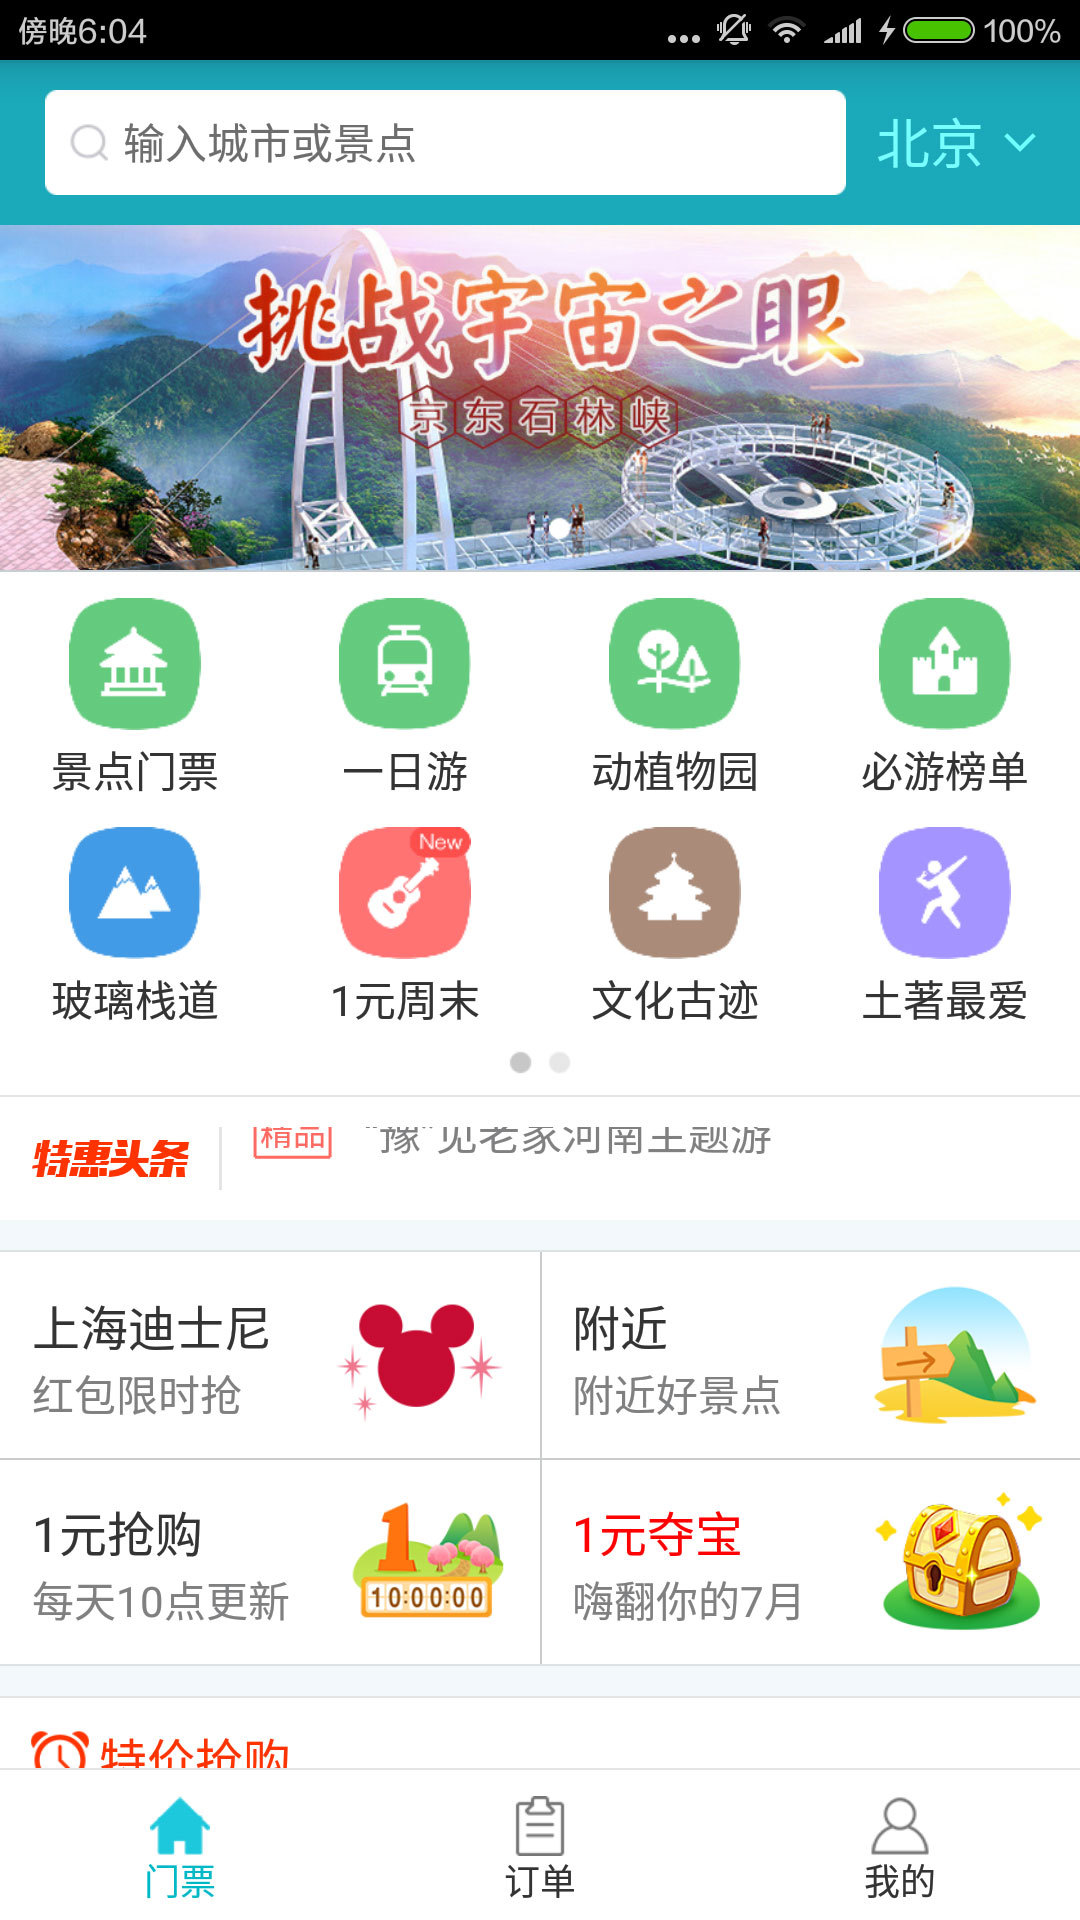 傍晚6:04
100%
输入城市或景点
北京
挑战宇宙之眼
京东石林峡
景点门票
一日游
动植物园
必游榜单
New
玻璃栈道
1元周末
文化古迹
土著最爱
特惠头条
精品
"豫"见老家河南主题游
上海迪士尼
红包限时抢
附近
附近好景点
1元抢购
每天10点更新
1
10:00:00
1元夺宝
嗨翻你的7月
特价抢购
门票
订单
我的